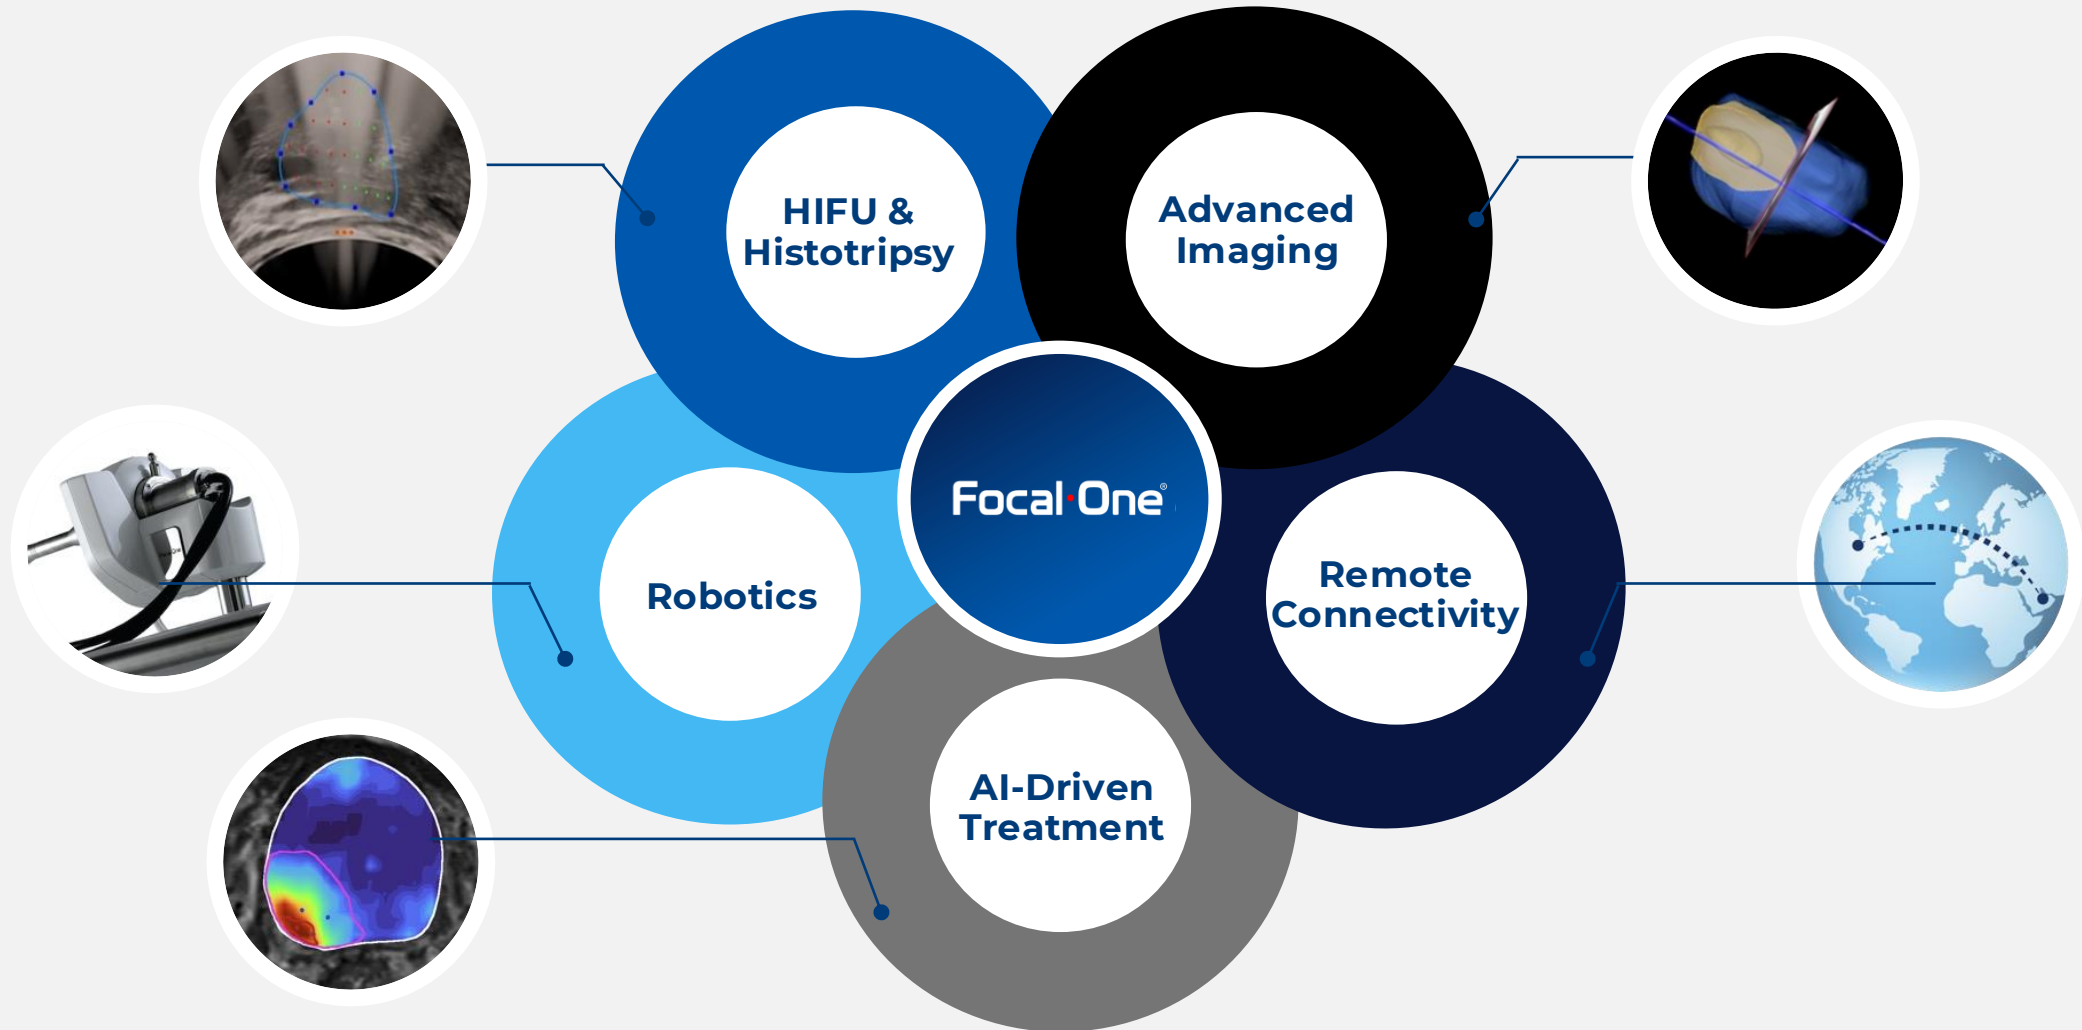 HIFU &
Histotripsy
Advanced
Imaging
Focal·One®
Robotics
Remote
Connectivity
AI-Driven
Treatment